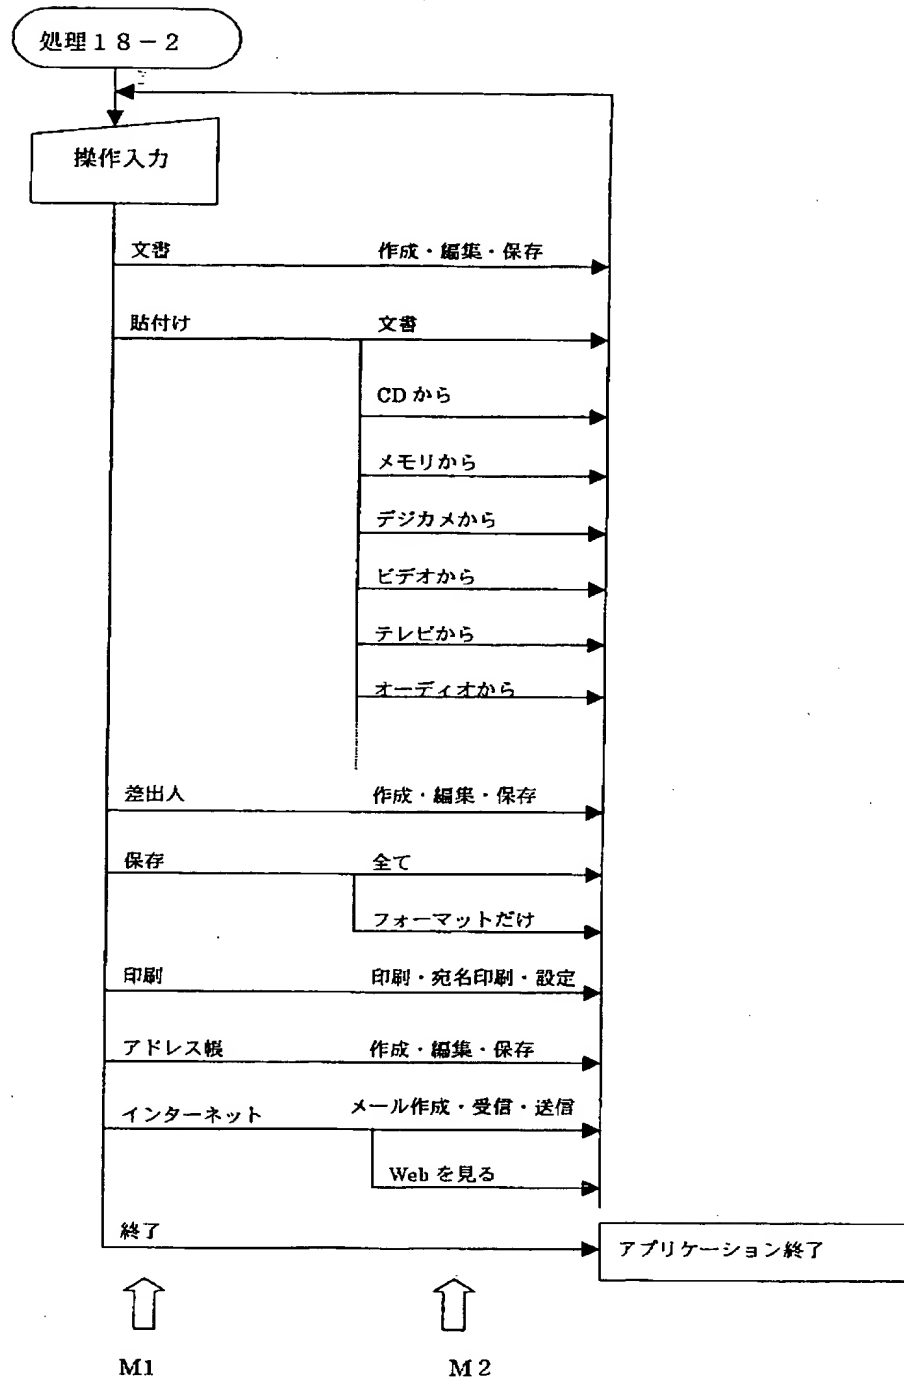 処理18-2
操作入力
文書 作成・編集・保存
貼付け 文書
CDから
メモリから
デジカメから
ビデオから
テレビから
オーディオから
差出人 作成・編集・保存
保存 全て
フォーマットだけ
印刷 印刷・宛名印刷・設定
アドレス帳 作成・編集・保存
インターネット メール作成・受信・送信
Webを見る
終了 アプリケーション終了
M1 M2